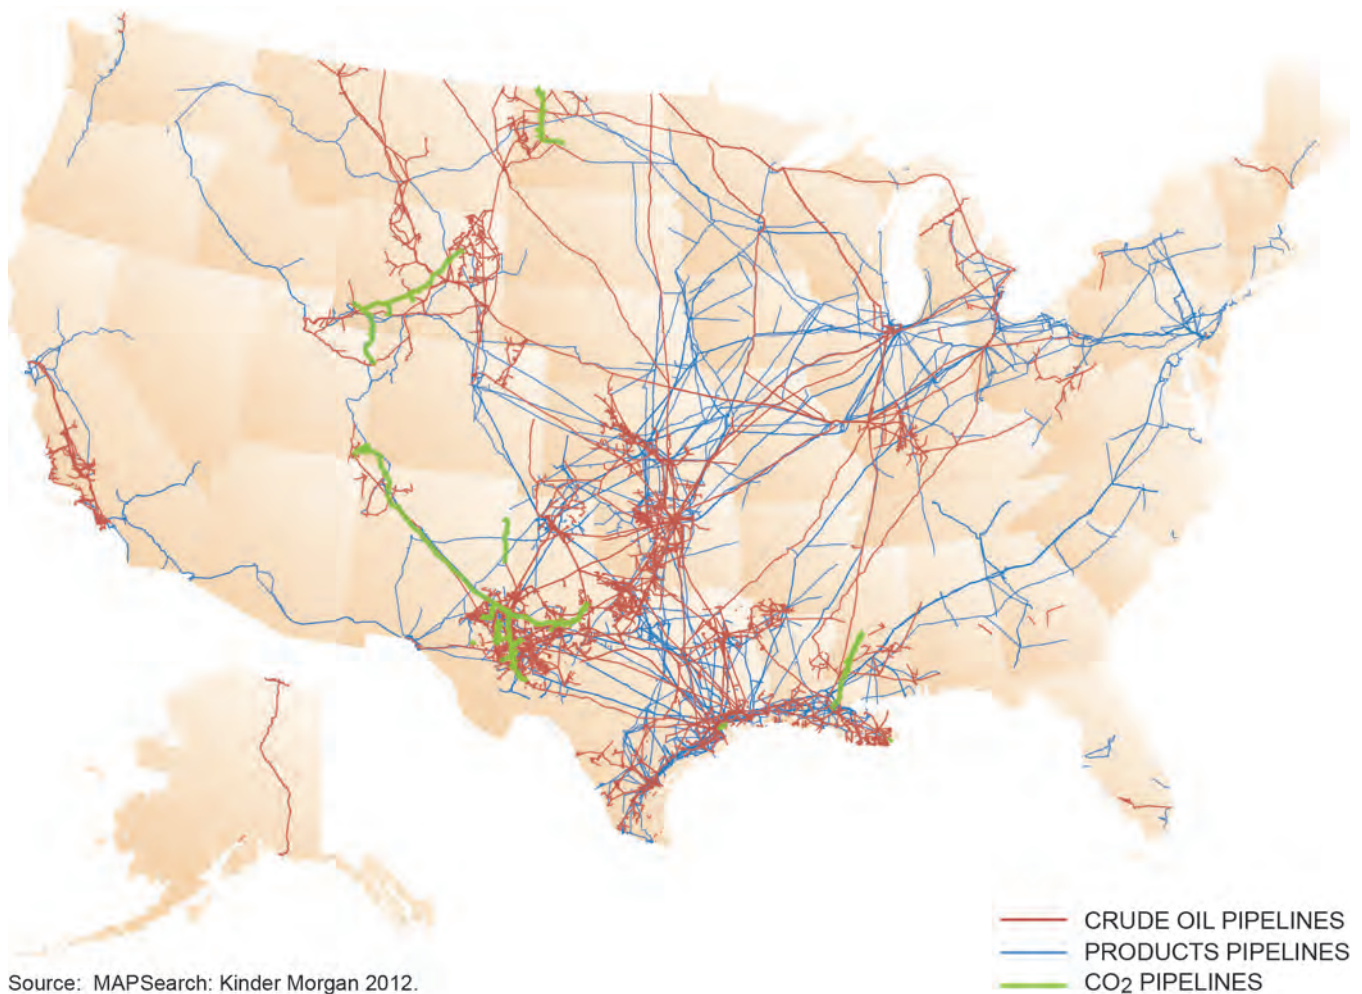 CRUDE OIL PIPELINES
PRODUCTS PIPELINES
CO2 PIPELINES
Source: MAPSearch: Kinder Morgan 2012.